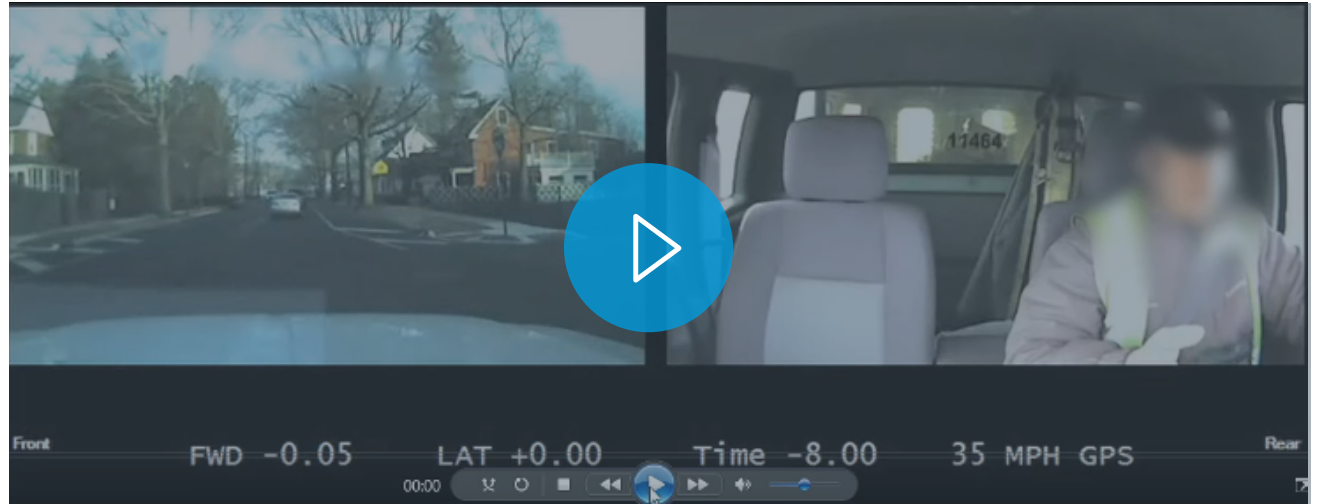 11464
Front
FWD -0.05 LAT +0.00 Time -8.00 35 MPH GPS
Rear
00:00